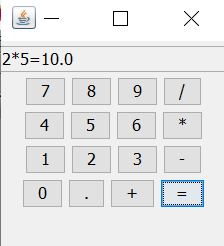 2*5=10.0
7 8 9 /
4 5 6 *
1 2 3 -
0 . + =